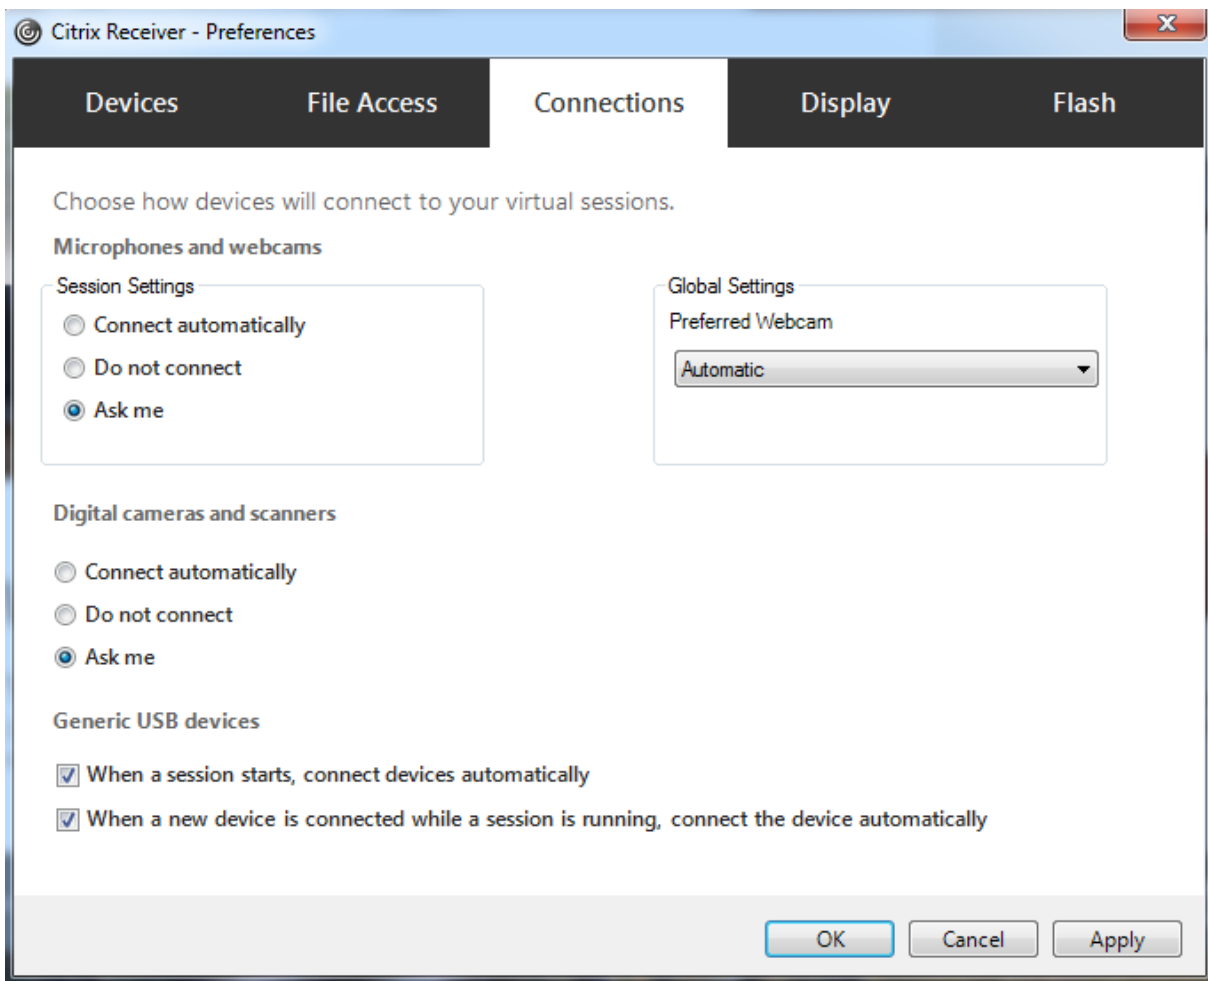 Citrix Receiver - Preferences
X
Devices File Access Connections Display Flash
Choose how devices will connect to your virtual sessions.
Microphones and webcams
Session Settings
Connect automatically
Do not connect
Ask me
Global Settings
Preferred Webcam
Automatic
Digital cameras and scanners
Connect automatically
Do not connect
Ask me
Generic USB devices
When a session starts, connect devices automatically
When a new device is connected while a session is running, connect the device automatically
OK Cancel Apply